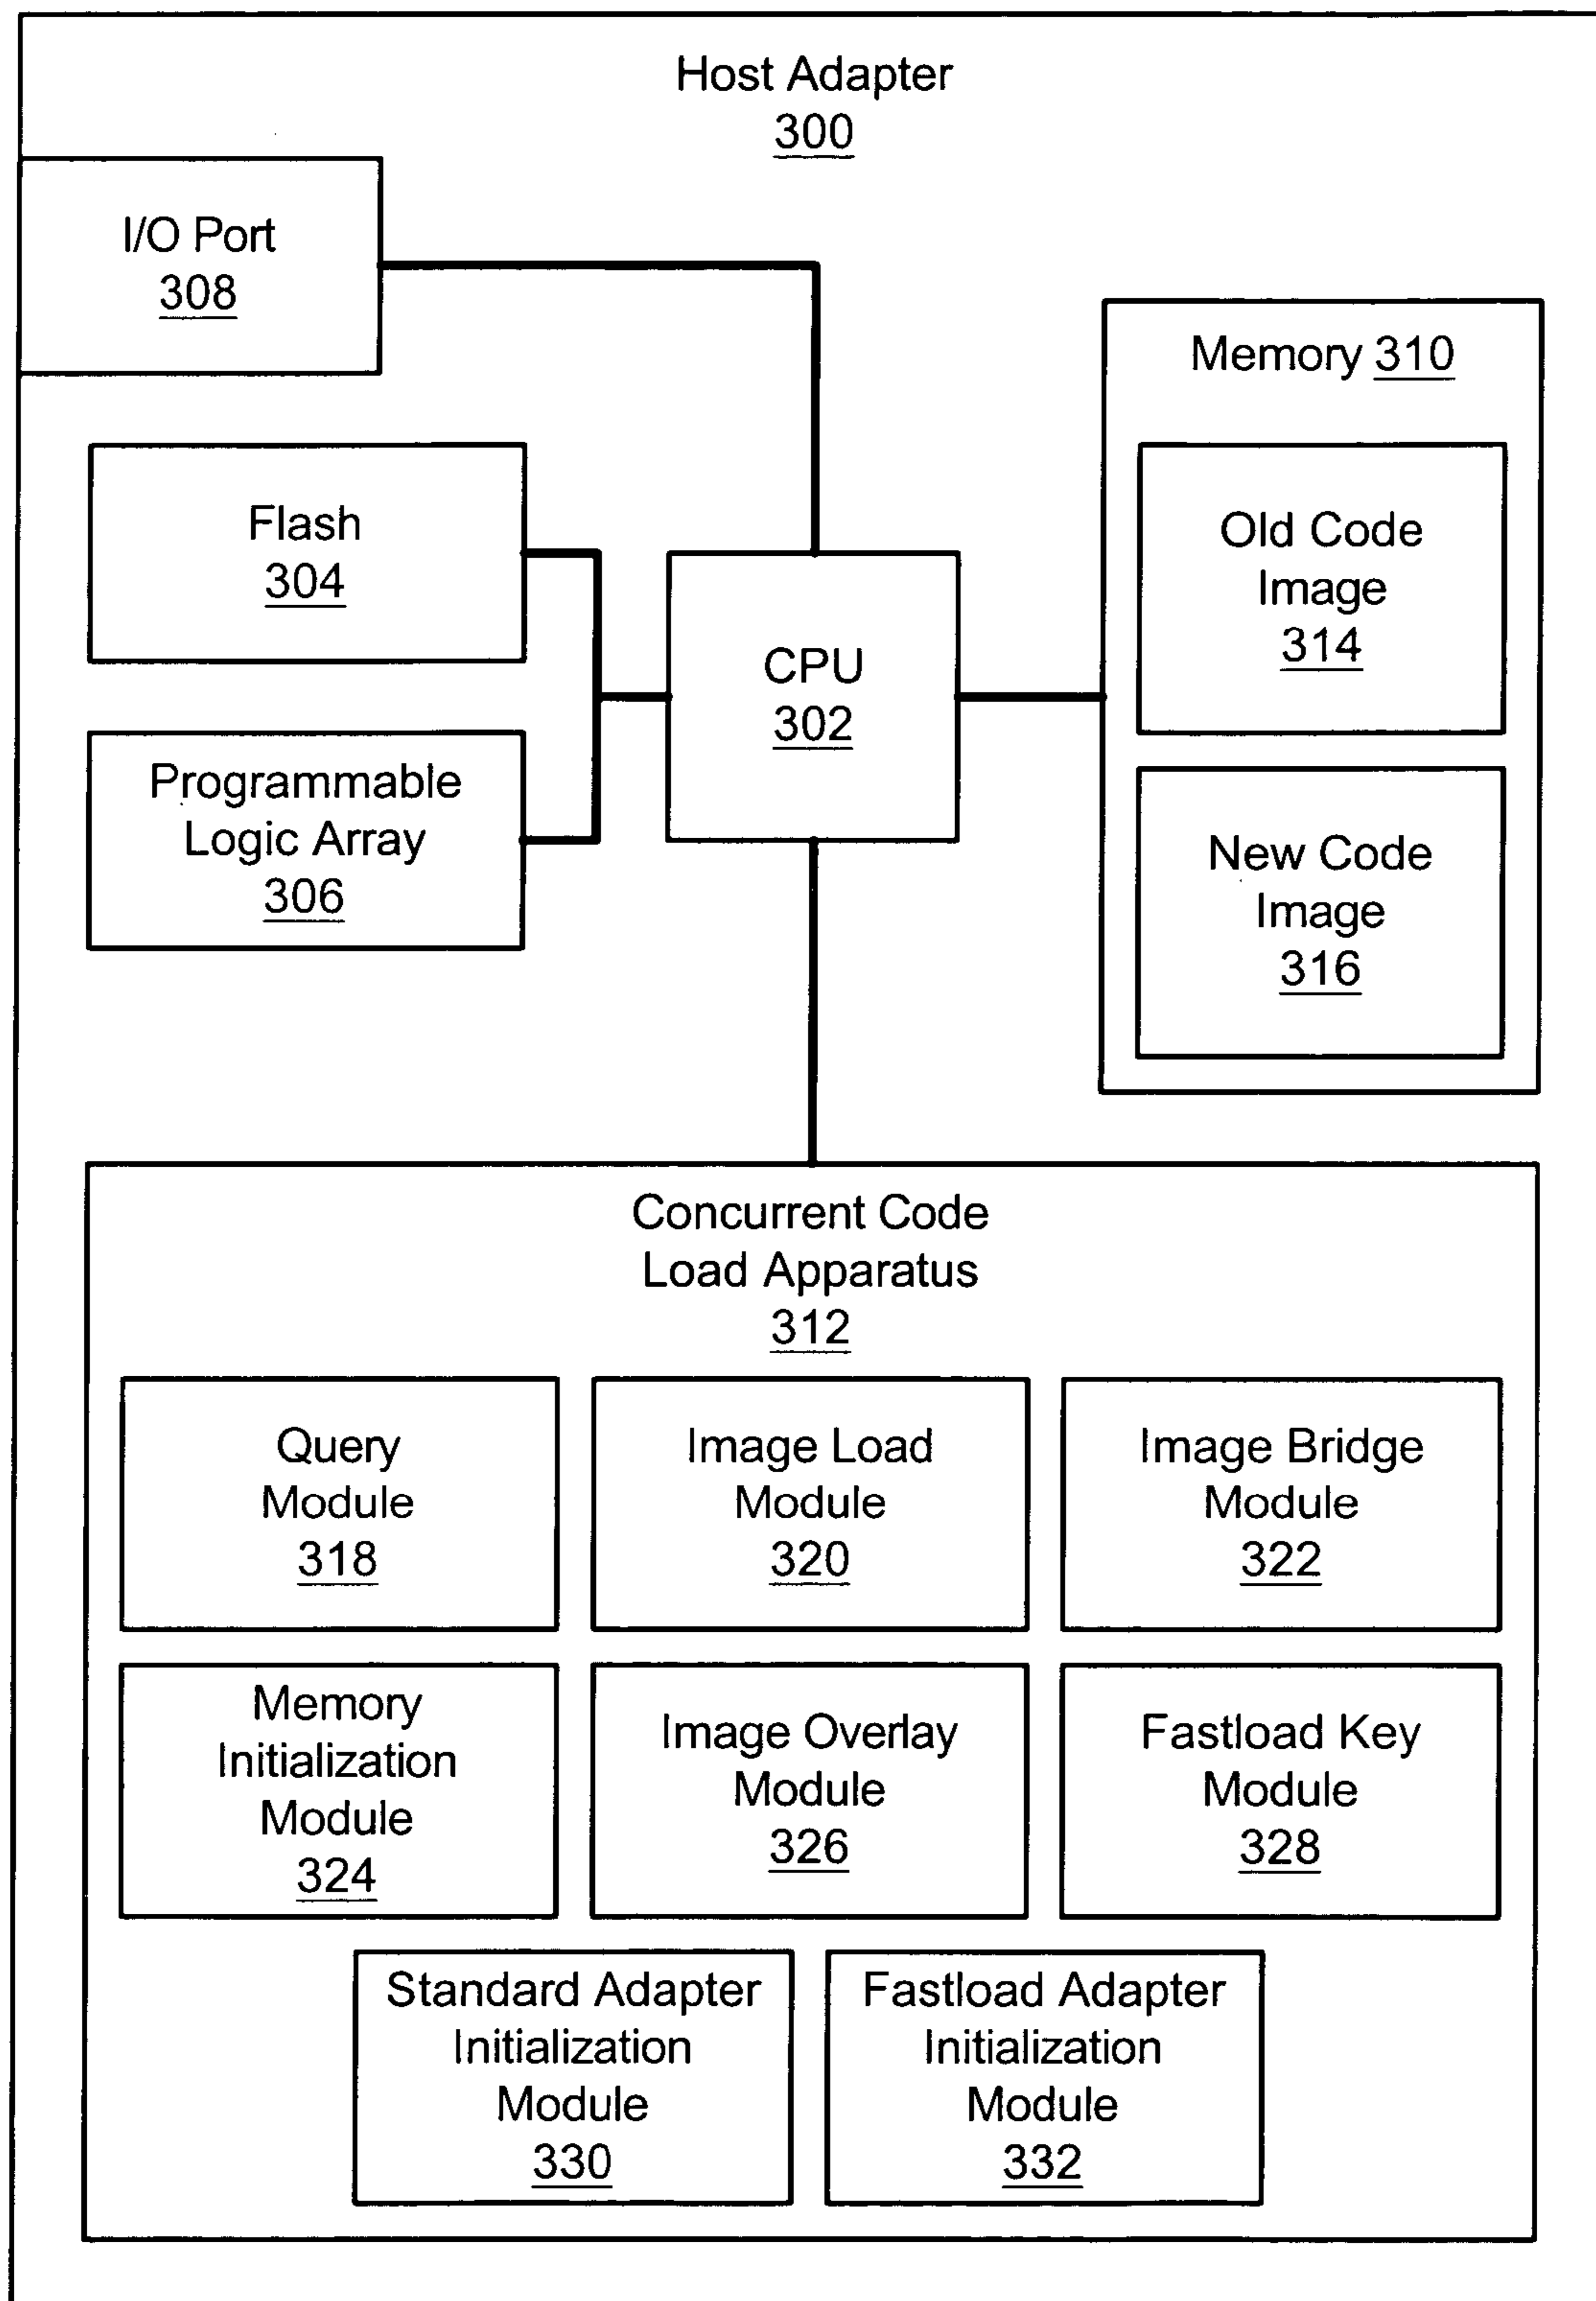 Host Adapter
300
I/O Port
308
Memory 310
Flash
304
Old Code
Image
314
CPU
302
Programmable
Logic Array
306
New Code
Image
316
Concurrent Code
Load Apparatus
312
Query
Module
318
Image Load
Module
320
Image Bridge
Module
322
Memory
Initialization
Module
324
Image Overlay
Module
326
Fastload Key
Module
328
Standard Adapter
Initialization
Module
330
Fastload Adapter
Initialization
Module
332